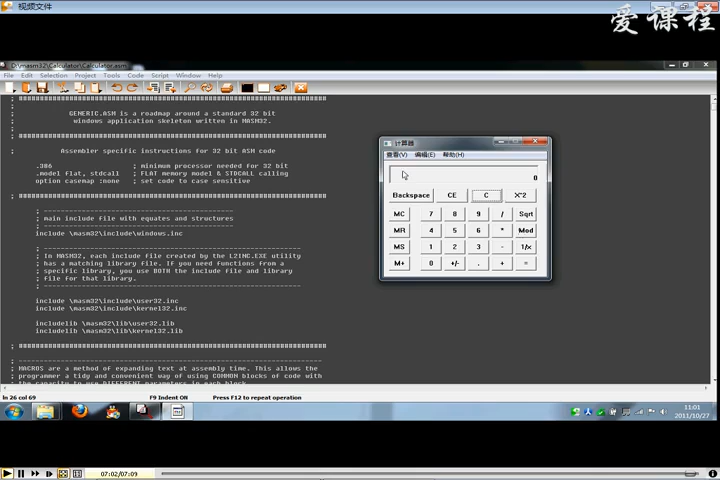 视频文件
爱课程
D:\masm32\Calculator\Calculator.asm
File Edit Selection Project Tools Code Script Window Help
; ##########################################################################
; GENERIC.ASM is a roadmap around a standard 32 bit
; windows application skeleton written in MASM32.
; ##########################################################################
; Assembler specific instructions for 32 bit ASM code
.386 ; minimum processor needed for 32 bit
.model flat, stdcall ; FLAT memory model & STDCALL calling
option casemap :none ; set code to case sensitive
; ##########################################################################
; ---------------------------------------------
; main include file with equates and structures
; ---------------------------------------------
include \masm32\include\windows.inc
; -------------------------------------------------------------
; In MASM32, each include file created by the L2INC.EXE utility
; has a matching library file. If you need functions from a
; specific library, you use BOTH the include file and library
; file for that library.
; -------------------------------------------------------------
include \masm32\include\user32.inc
include \masm32\include\kernel32.inc
includelib \masm32\lib\user32.lib
includelib \masm32\lib\kernel32.lib
; ##########################################################################
; ------------------------------------------------------------------------
; MACROS are a method of expanding text at assembly time. This allows the
; programmer a tidy and convenient way of using COMMON blocks of code with
; the capacity to use DIFFERENT parameters in each block.
计算器
查看(V) 编辑(E) 帮助(H)
0
Backspace CE C X^2
MC 7 8 9 / Sqrt
MR 4 5 6 * Mod
MS 1 2 3 - 1/x
M+ 0 +/- . + =
ln 26 col 69 F9 Indent ON Press F12 to repeat operation
11:01
2011/10/27
07:02/07:09